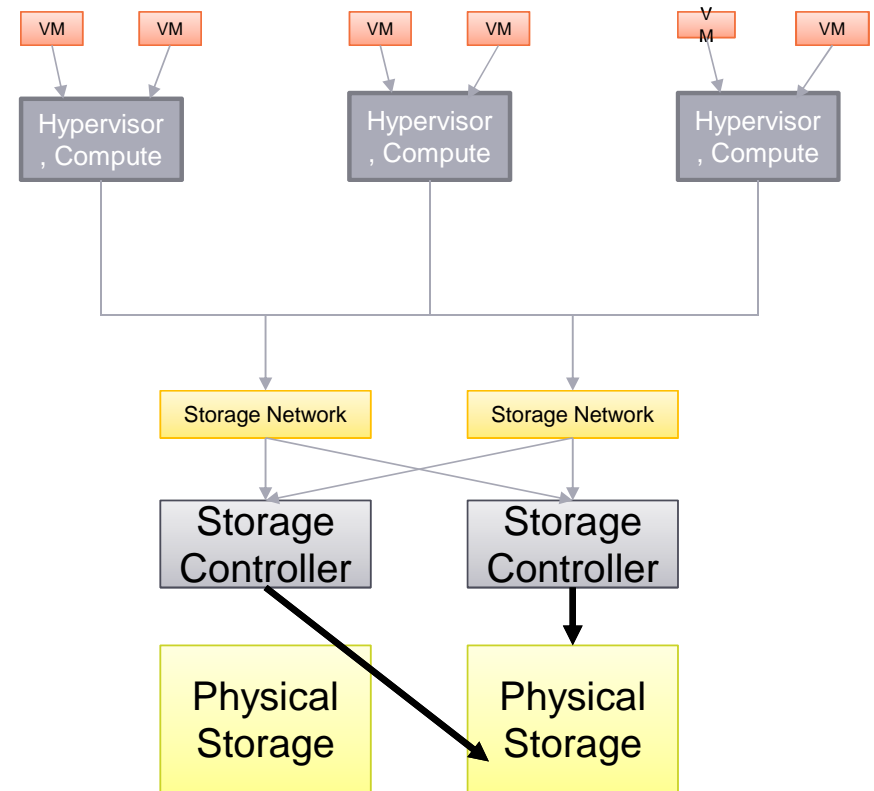 VM
VM
VM
VM
V
M
VM
Hypervisor
, Compute
Hypervisor
, Compute
Hypervisor
, Compute
Storage Network
Storage Network
Storage
Controller
Storage
Controller
Physical
Storage
Physical
Storage